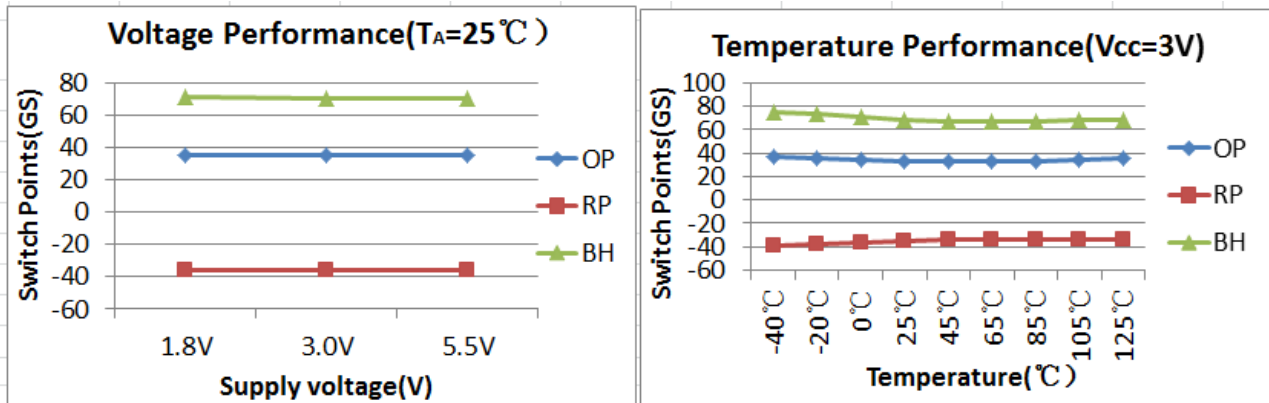 Voltage Performance(TA=25℃)
Switch Points(GS)
80
60
40
20
0
-20
-40
-60
1.8V 3.0V 5.5V
Supply voltage(V)
OP
RP
BH
Temperature Performance(Vcc=3V)
Switch Points(GS)
100
80
60
40
20
0
-20
-40
-60
-40℃ -20℃ 0℃ 25℃ 45℃ 65℃ 85℃ 105℃ 125℃
Temperature(℃)
OP
RP
BH